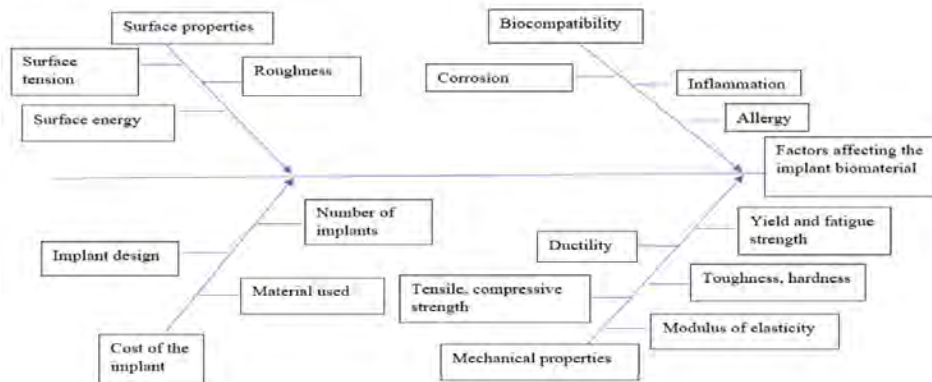 Surface properties
Surface
tension
Roughness
Surface energy
Biocompatibility
Corrosion
Inflammation
Allergy
Factors affecting the
implant biomaterial
Number of
implants
Implant design
Material used
Cost of the
implant
Yield and fatigue
strength
Ductility
Toughness, hardness
Tensile, compressive
strength
Modulus of elasticity
Mechanical properties